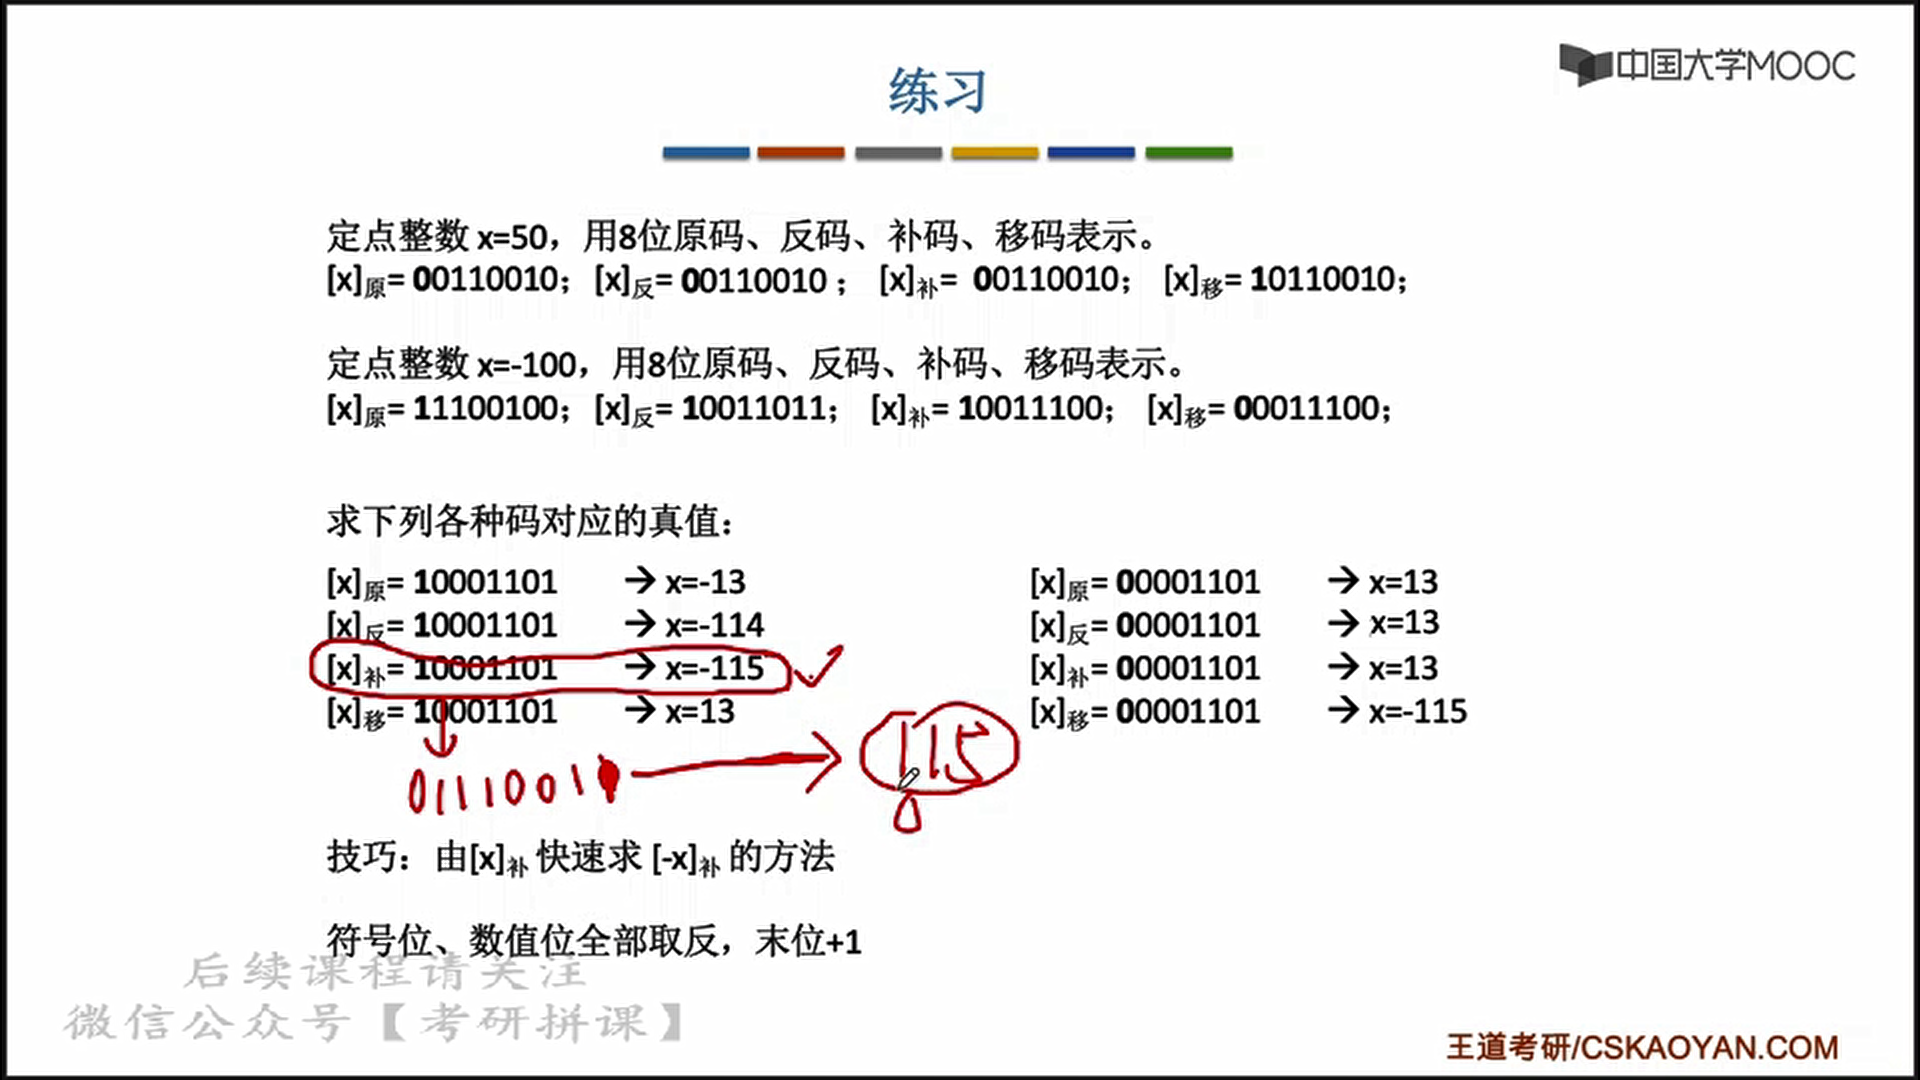 中国大学MOOC
练习
定点整数 x=50，用8位原码、反码、补码、移码表示。
[x]原= 00110010；[x]反= 00110010 ； [x]补= 00110010； [x]移= 10110010；
定点整数 x=-100，用8位原码、反码、补码、移码表示。
[x]原= 11100100；[x]反= 10011011； [x]补= 10011100； [x]移= 00011100；
求下列各种码对应的真值：
[x]原= 10001101 → x=-13 [x]原= 00001101 → x=13
[x]反= 10001101 → x=-114 [x]反= 00001101 → x=13
[x]补= 10001101 → x=-115 [x]补= 00001101 → x=13
[x]移= 10001101 → x=13 [x]移= 00001101 → x=-115
115
技巧：由[x]补 快速求 [-x]补 的方法
符号位、数值位全部取反，末位+1
后续课程请关注
微信公众号【考研拼课】
王道考研/CSKAOYAN.COM